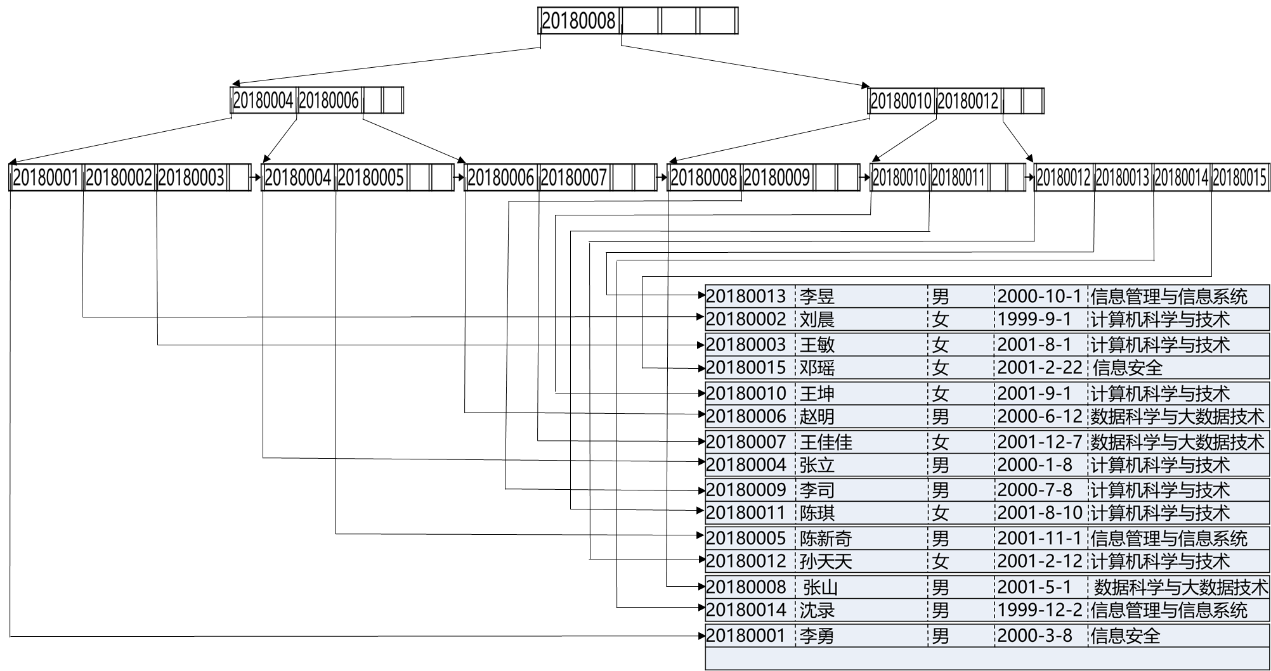 20180008
20180004 20180006 20180010 20180012
20180001 20180002 20180003 20180004 20180005 20180006 20180007 20180008 20180009 20180010 20180011 20180012 20180013 20180014 20180015
20180013 李昱 男 2000-10-1 信息管理与信息系统
20180002 刘晨 女 1999-9-1 计算机科学与技术
20180003 王敏 女 2001-8-1 计算机科学与技术
20180015 邓瑶 女 2001-2-22 信息安全
20180010 王坤 女 2001-9-1 计算机科学与技术
20180006 赵明 男 2000-6-12 数据科学与大数据技术
20180007 王佳佳 女 2001-12-7 数据科学与大数据技术
20180004 张立 男 2000-1-8 计算机科学与技术
20180009 李司 男 2000-7-8 计算机科学与技术
20180011 陈琪 女 2001-8-10 计算机科学与技术
20180005 陈新奇 男 2001-11-1 信息管理与信息系统
20180012 孙天天 女 2001-2-12 计算机科学与技术
20180008 张山 男 2001-5-1 数据科学与大数据技术
20180014 沈录 男 1999-12-2 信息管理与信息系统
20180001 李勇 男 2000-3-8 信息安全